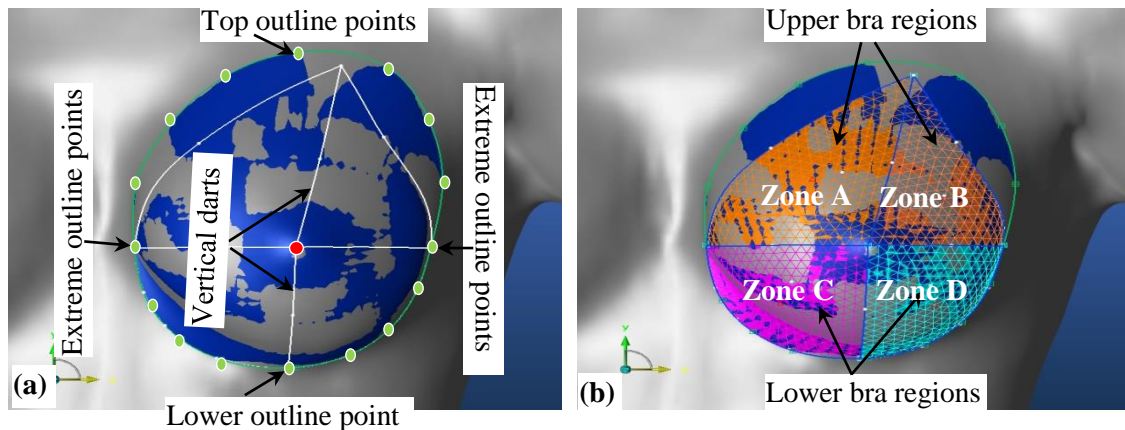 Top outline points
Extreme outline points
Vertical darts
Extreme outline points
(a)
Lower outline point
Upper bra regions
Zone A
Zone B
Zone C
Zone D
(b)
Lower bra regions